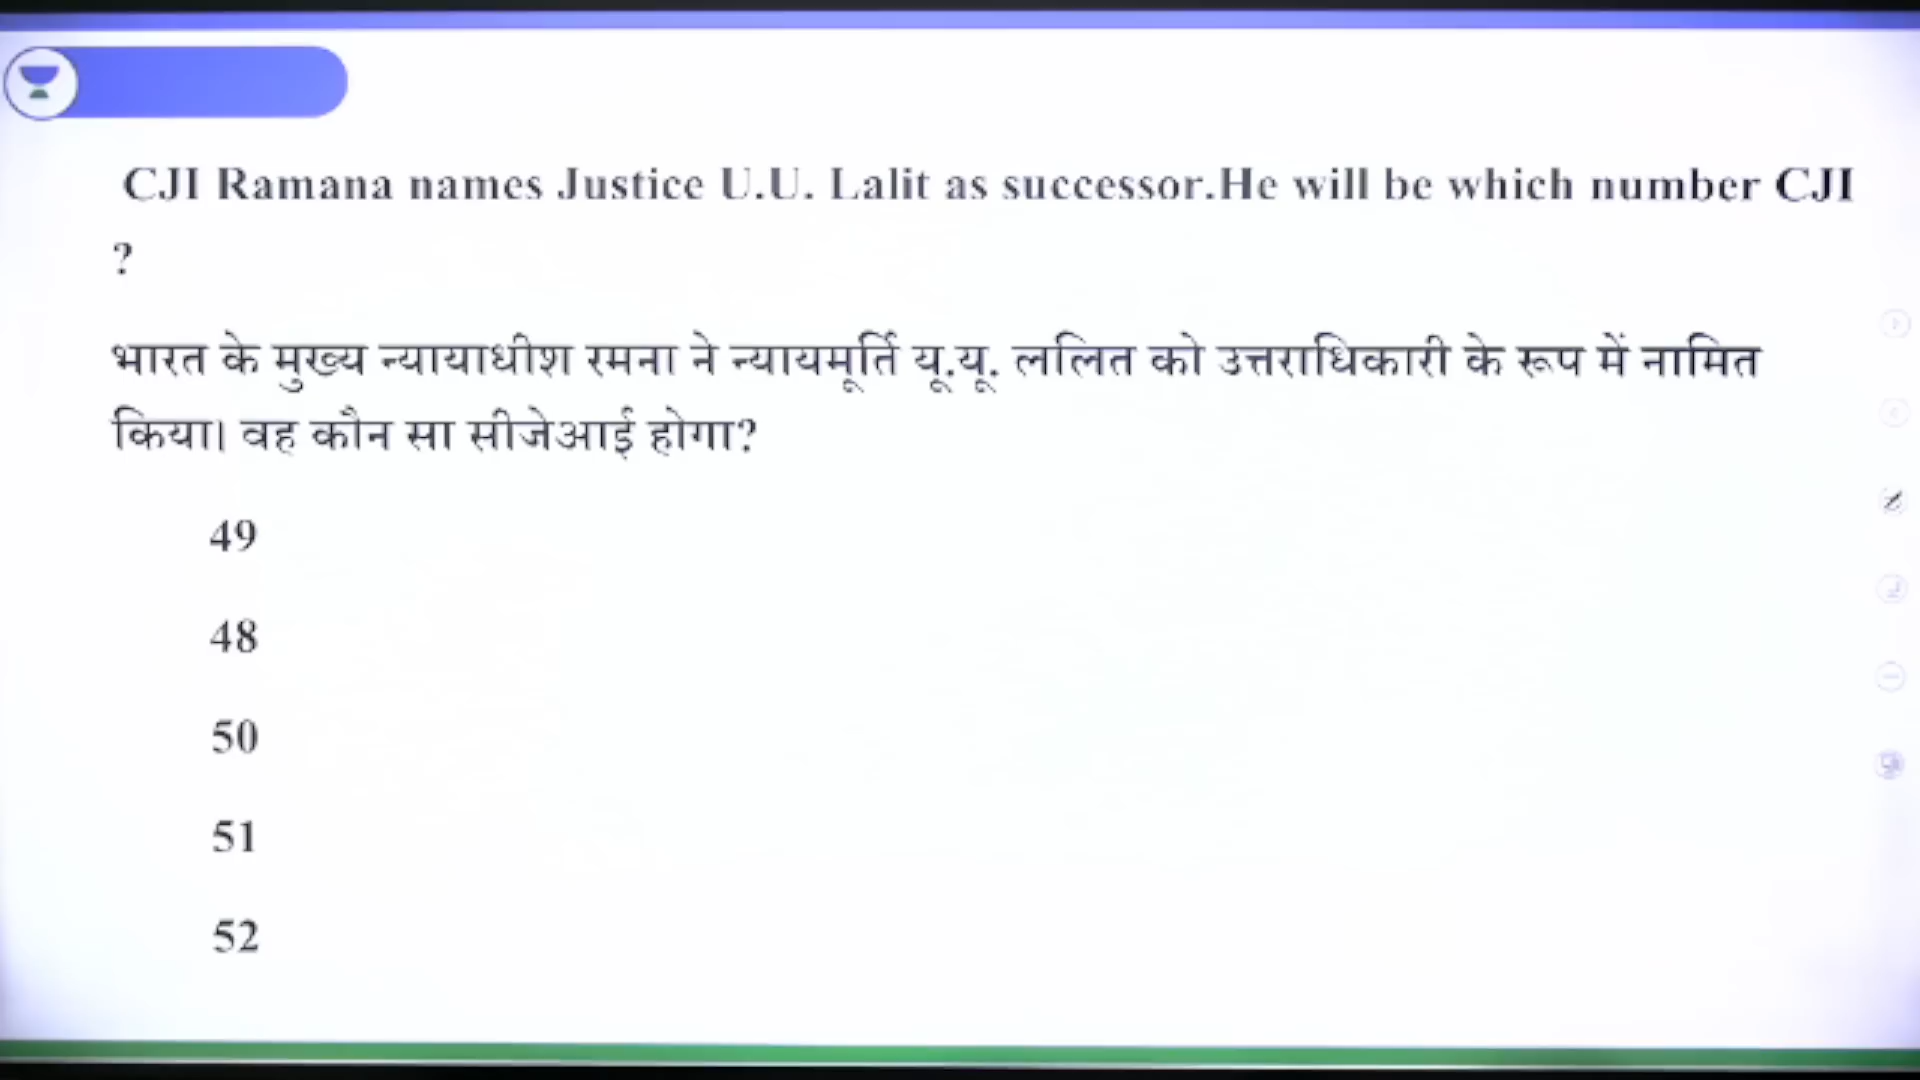 CJI Ramana names Justice U.U. Lalit as successor.He will be which number CJI
?
भारत के मुख्य न्यायाधीश रमना ने न्यायमूर्ति यू.यू. ललित को उत्तराधिकारी के रूप में नामित
किया। वह कौन सा सीजेआई होगा?
49
48
50
51
52